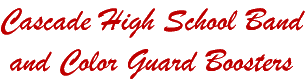 Cascade High School Band
and Color Guard Boosters